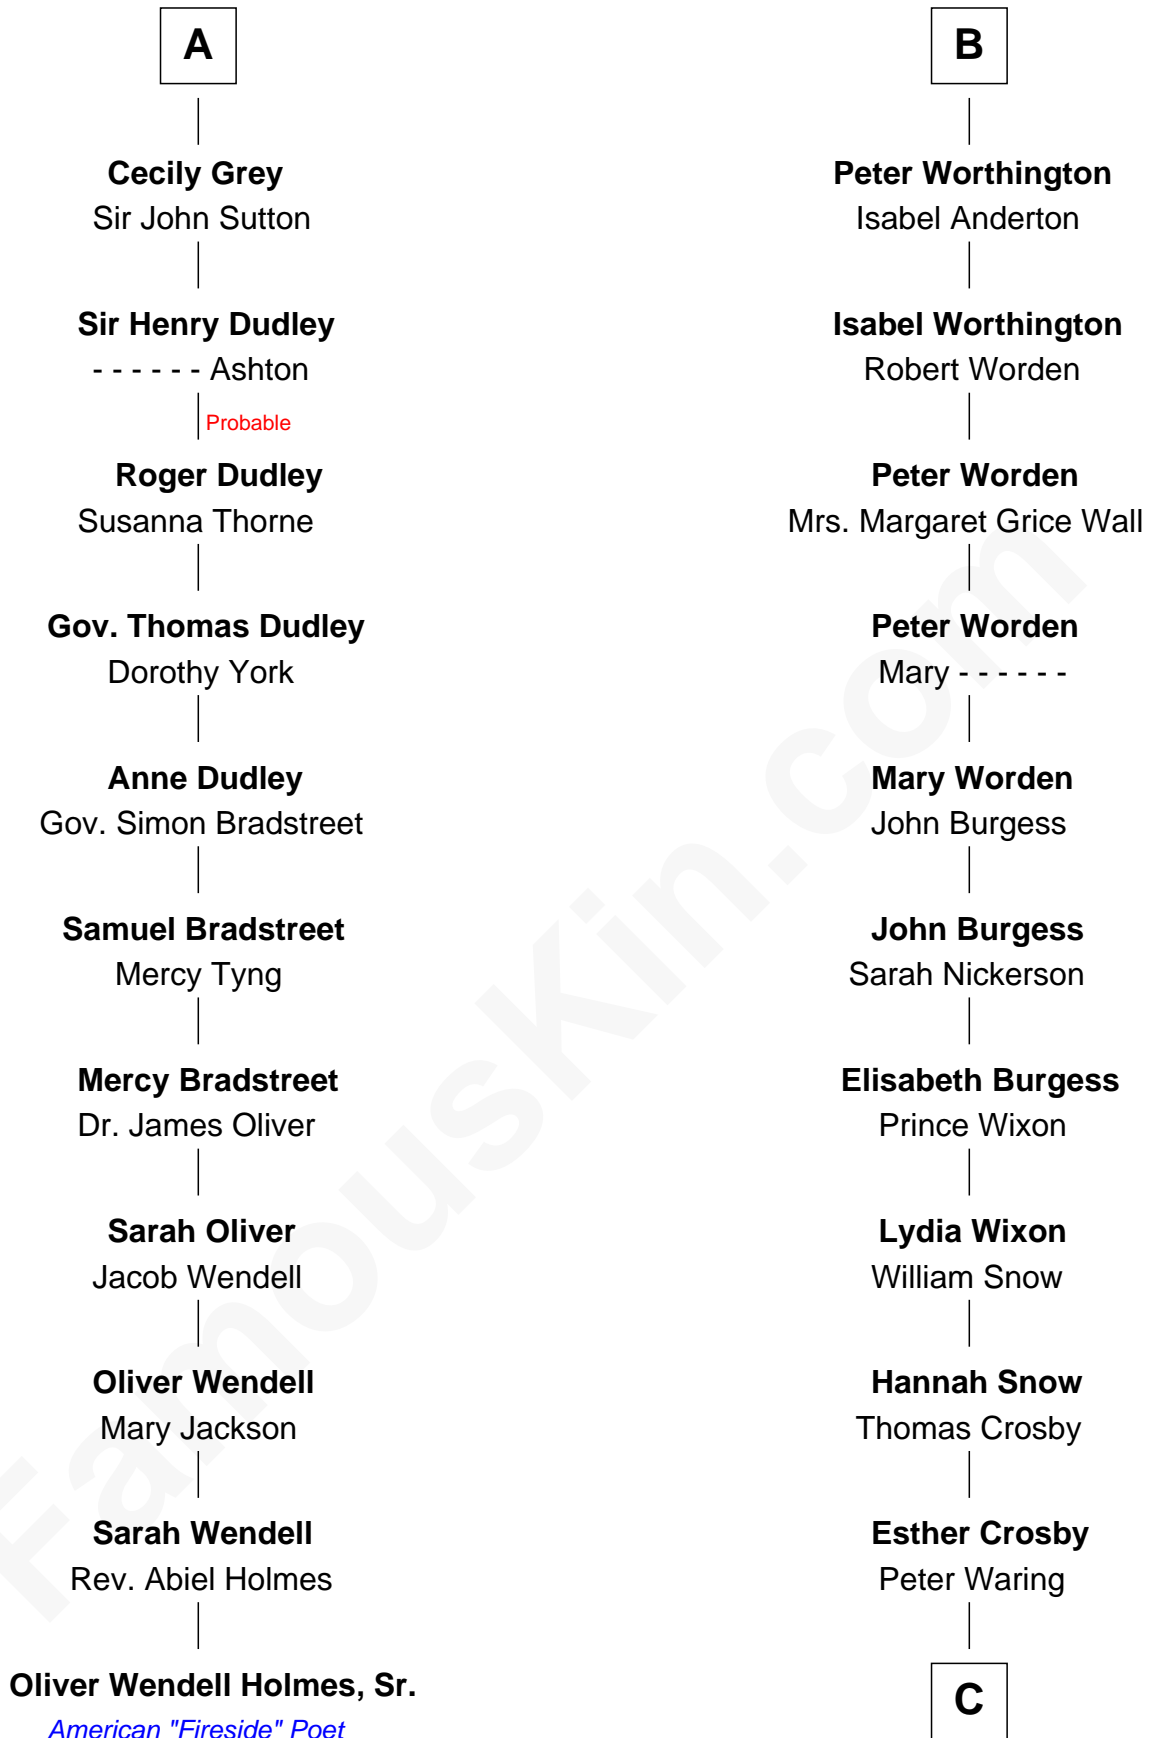 A
Cecily Grey
Sir John Sutton
Sir Henry Dudley
- - - - - - Ashton
Probable
Roger Dudley
Susanna Thorne
Gov. Thomas Dudley
Dorothy York
Anne Dudley
Gov. Simon Bradstreet
Samuel Bradstreet
Mercy Tyng
Mercy Bradstreet
Dr. James Oliver
Sarah Oliver
Jacob Wendell
Oliver Wendell
Mary Jackson
Sarah Wendell
Rev. Abiel Holmes
Oliver Wendell Holmes, Sr.
American "Fireside" Poet
B
Peter Worthington
Isabel Anderton
Isabel Worthington
Robert Worden
Peter Worden
Mrs. Margaret Grice Wall
Peter Worden
Mary - - - - - -
Mary Worden
John Burgess
John Burgess
Sarah Nickerson
Elisabeth Burgess
Prince Wixon
Lydia Wixon
William Snow
Hannah Snow
Thomas Crosby
Esther Crosby
Peter Waring
C
FamousKin.com